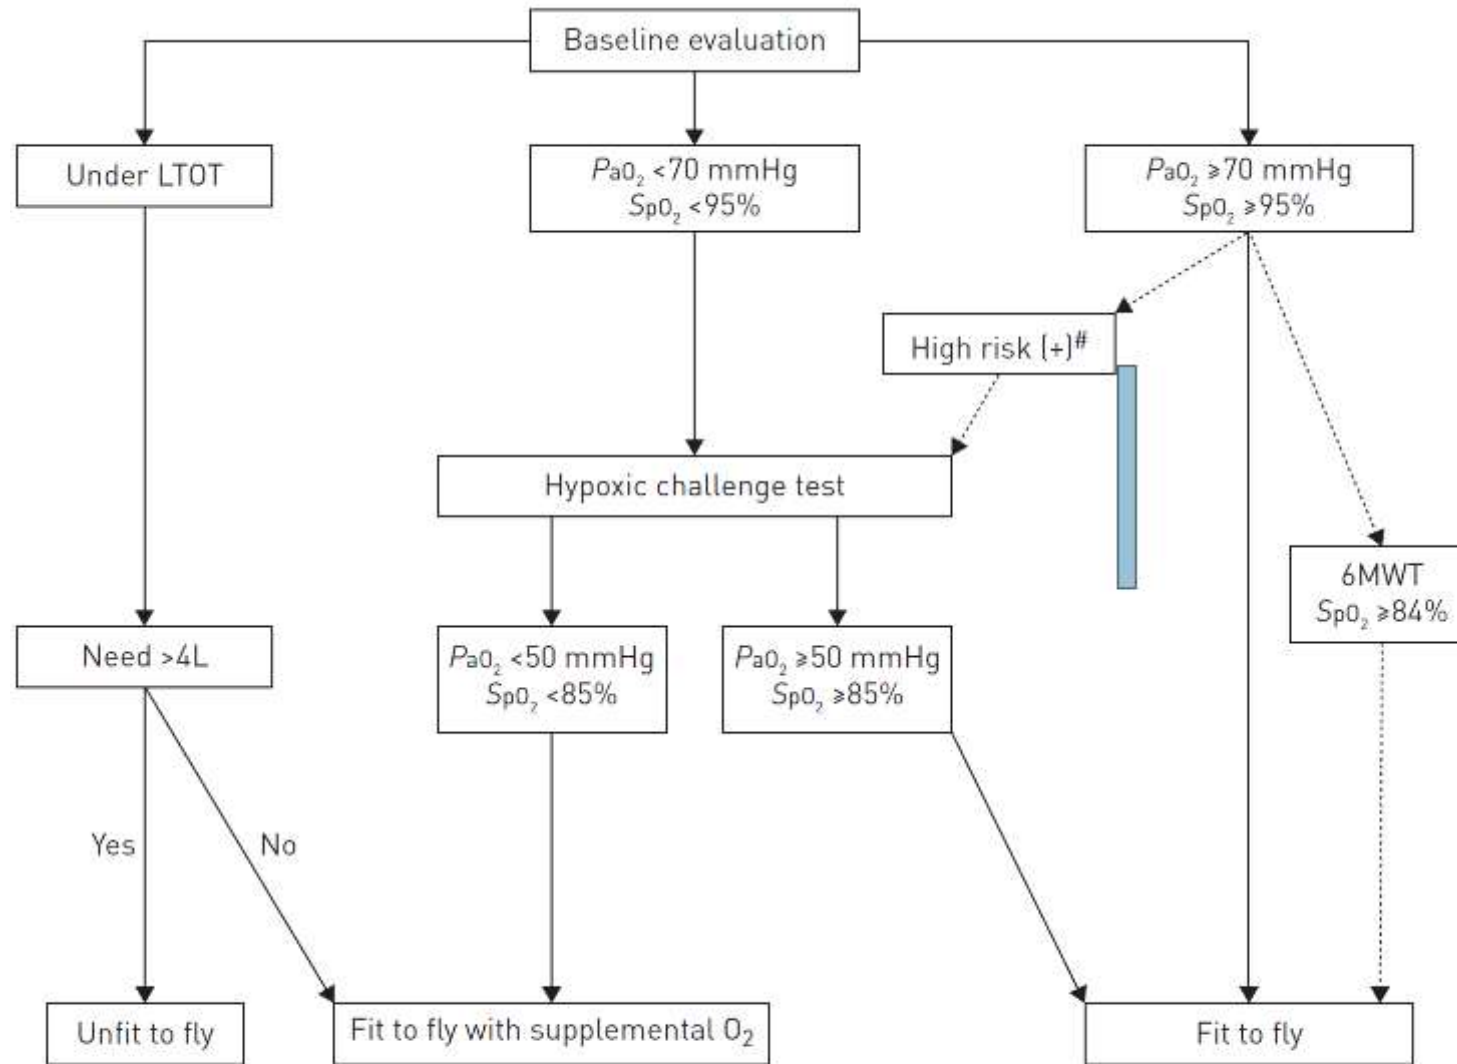 Baseline evaluation
Under LTOT
PaO₂ <70 mmHg
SpO₂ <95%
PaO₂ ⩾70 mmHg
SpO₂ ⩾95%
High risk (+)#
Hypoxic challenge test
6MWT
SpO₂ ⩾84%
Need >4L
PaO₂ <50 mmHg
SpO₂ <85%
PaO₂ ⩾50 mmHg
SpO₂ ⩾85%
Yes
No
Unfit to fly
Fit to fly with supplemental O₂
Fit to fly